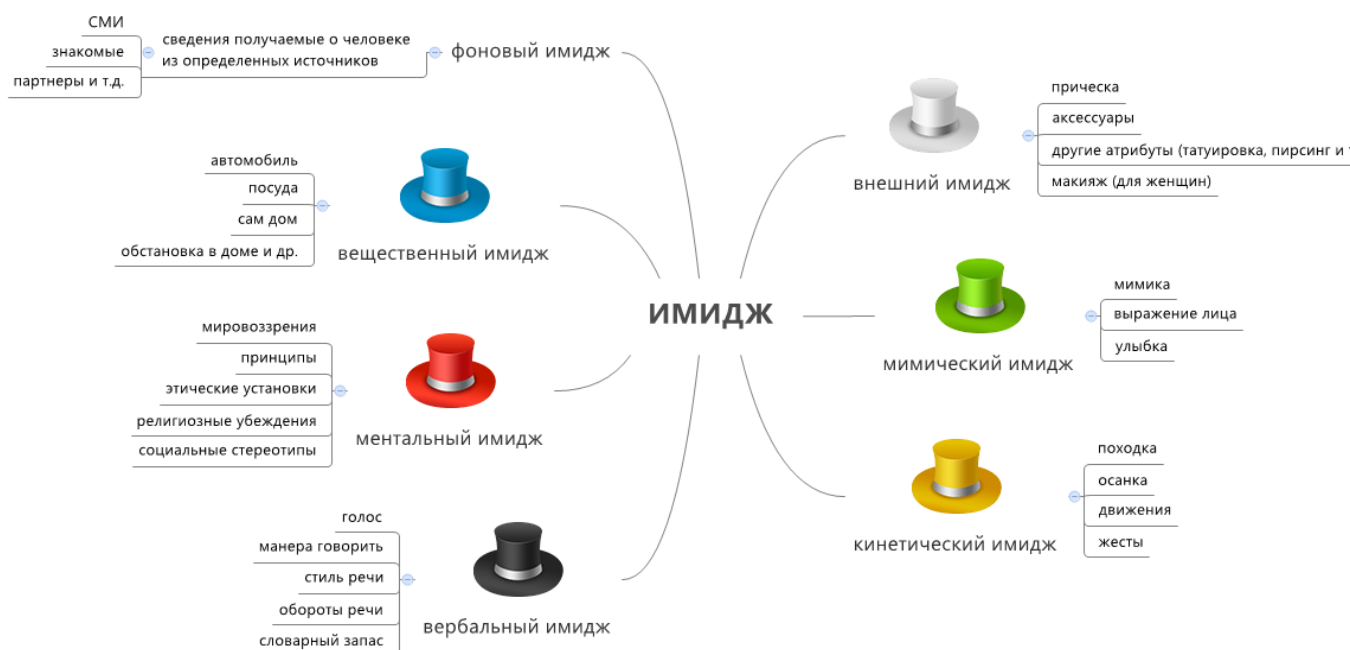 СМИ
знакомые
партнеры и т.д.
сведения получаемые о человеке
из определенных источников
фоновый имидж
автомобиль
посуда
сам дом
обстановка в доме и др.
вещественный имидж
мировоззрения
принципы
этические установки
религиозные убеждения
социальные стереотипы
ментальный имидж
голос
манера говорить
стиль речи
обороты речи
словарный запас
вербальный имидж
ИМИДЖ
внешний имидж
прическа
аксессуары
другие атрибуты (татуировка, пирсинг и
макияж (для женщин)
мимический имидж
мимика
выражение лица
улыбка
кинетический имидж
походка
осанка
движения
жесты